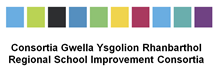 Consortia Gwella Ysgolion Rhanbarthol
Regional School Improvement Consortia